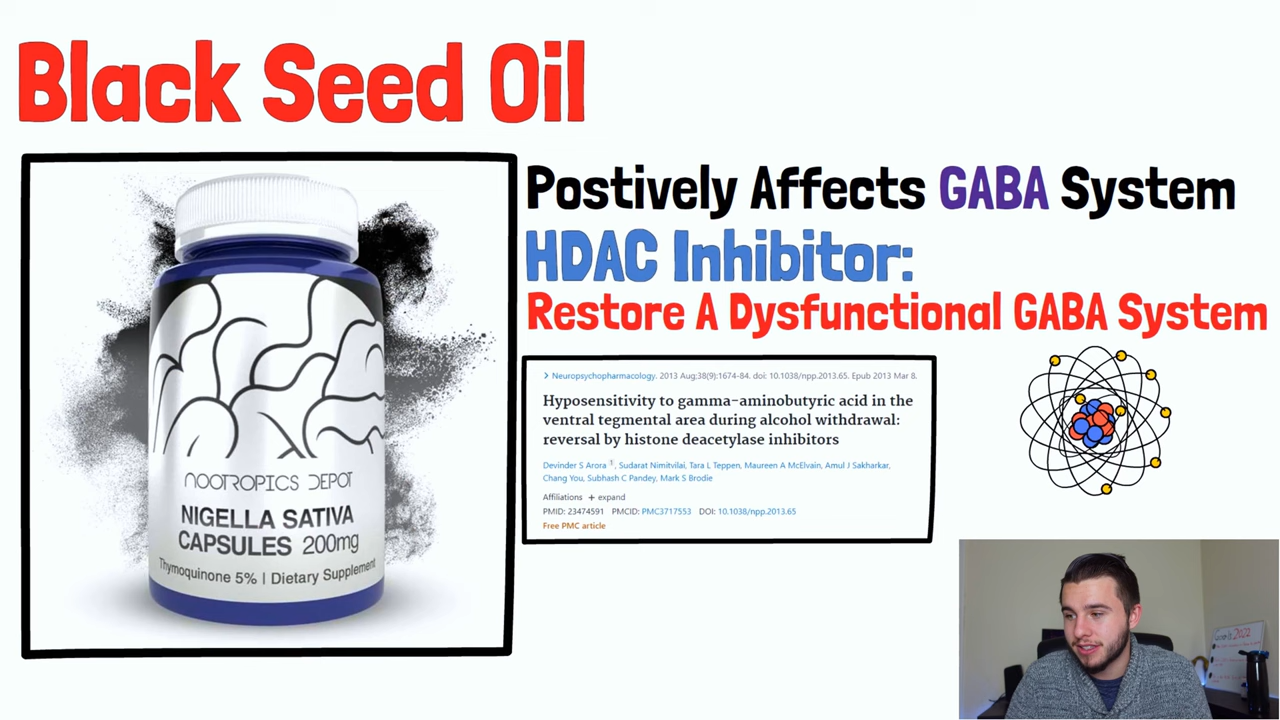 Black Seed Oil
Postively Affects GABA System
HDAC Inhibitor:
Restore A Dysfunctional GABA System
Neuropsychopharmacology. 2013 Aug;38(9):1674-84. doi: 10.1038/npp.2013.65. Epub 2013 Mar 8.
Hyposensitivity to gamma-aminobutyric acid in the
ventral tegmental area during alcohol withdrawal:
reversal by histone deacetylase inhibitors
Devinder S Arora 1, Sudarat Nimitvilai, Tara L Teppen, Maureen A McElvain, Amul J Sakharkar,
Chang You, Subhash C Pandey, Mark S Brodie
Affiliations + expand
PMID: 23474591 PMCID: PMC3717553 DOI: 10.1038/npp.2013.65
Free PMC article
NOOTROPICS DEPOT
NIGELLA SATIVA
CAPSULES 200mg
Thymoquinone 5% | Dietary Supplement
2022